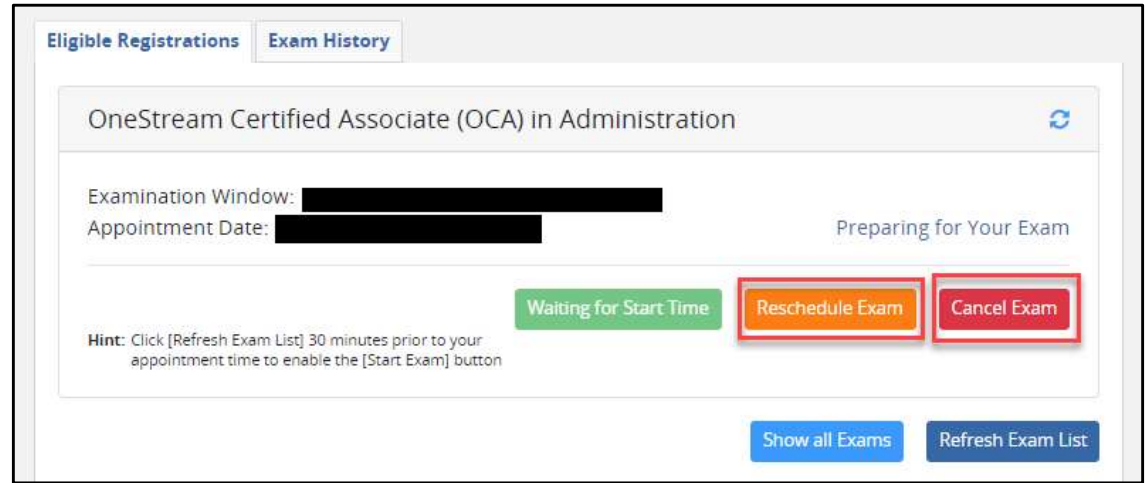 Eligible Registrations Exam History
OneStream Certified Associate (OCA) in Administration
Examination Window:
Appointment Date:
Preparing for Your Exam
Waiting for Start Time Reschedule Exam Cancel Exam
Hint: Click [Refresh Exam List] 30 minutes prior to your
appointment time to enable the [Start Exam] button
Show all Exams Refresh Exam List